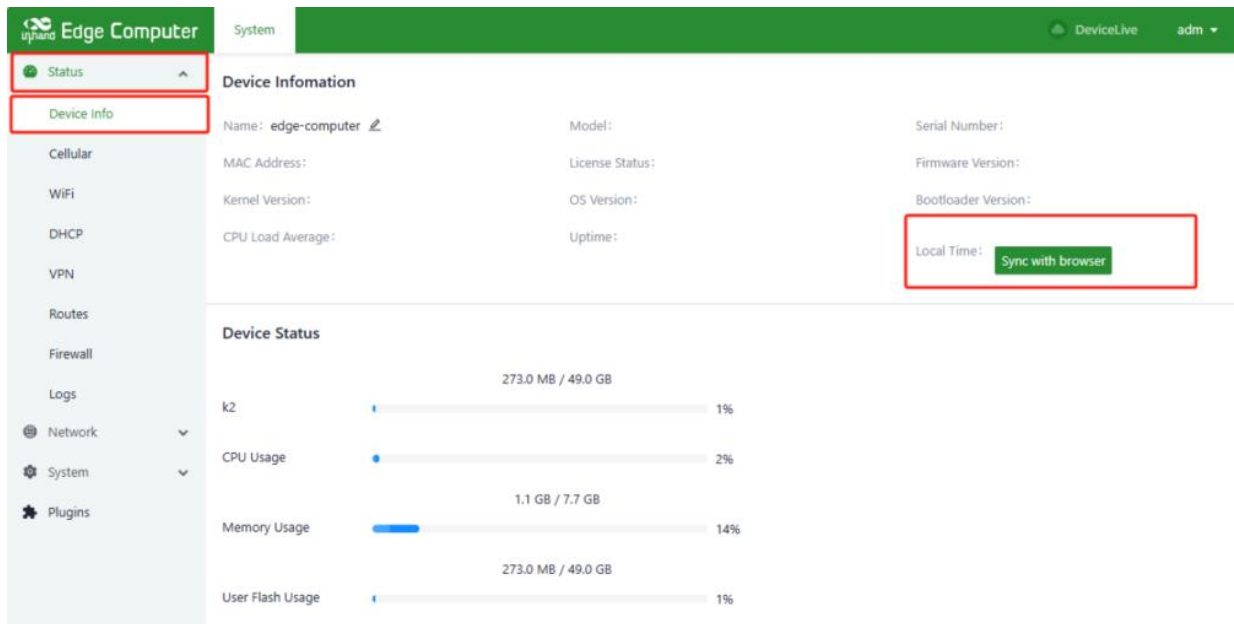 inhand Edge Computer
System
DeviceLive
adm
Status
Device Info
Cellular
WiFi
DHCP
VPN
Routes
Firewall
Logs
Network
System
Plugins
Device Infomation
Name: edge-computer
Model:
Serial Number:
MAC Address:
License Status:
Firmware Version:
Kernel Version:
OS Version:
Bootloader Version:
CPU Load Average:
Uptime:
Local Time: Sync with browser
Device Status
273.0 MB / 49.0 GB
k2 1%
CPU Usage 2%
1.1 GB / 7.7 GB
Memory Usage 14%
273.0 MB / 49.0 GB
User Flash Usage 1%